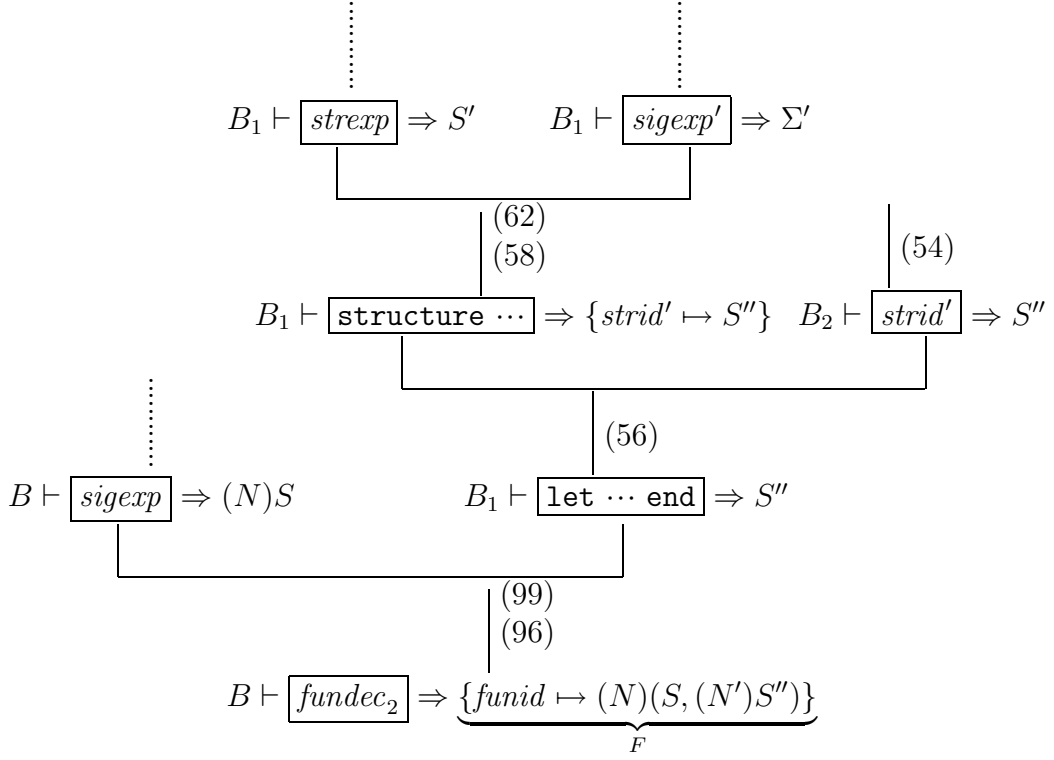 B₁ ⊢ strexp ⇒ S′ B₁ ⊢ sigexp′ ⇒ Σ′
(62)
(58)
(54)
B₁ ⊢ structure ··· ⇒ {strid′ ↦ S″} B₂ ⊢ strid′ ⇒ S″
(56)
B ⊢ sigexp ⇒ (N)S B₁ ⊢ let ··· end ⇒ S″
(99)
(96)
B ⊢ fundec₂ ⇒ {funid ↦ (N)(S, (N′)S″)}
F